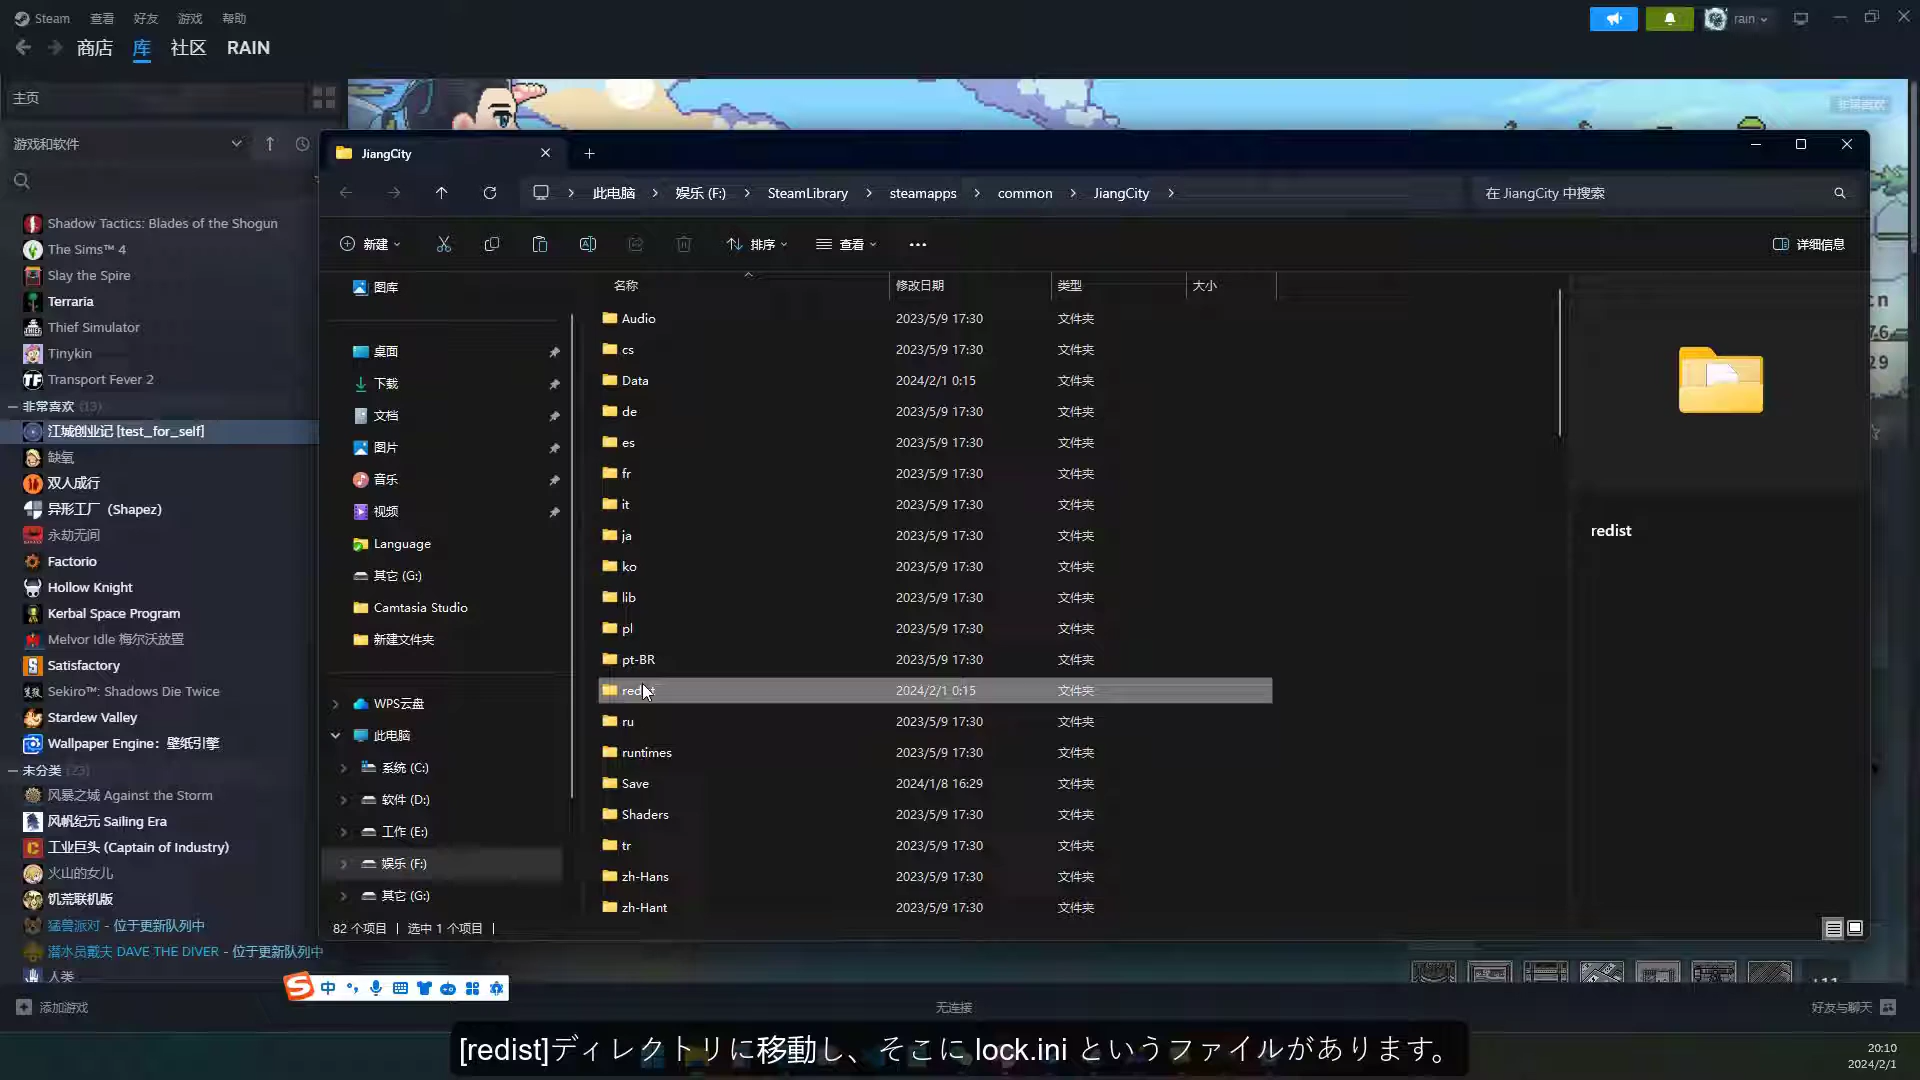 Steam 查看 好友 游戏 帮助
rain
商店 库 社区 RAIN
主页
游戏和软件
Shadow Tactics: Blades of the Shogun
The Sims™ 4
Slay the Spire
Terraria
Thief Simulator
Tinykin
Transport Fever 2
非常喜欢 (13)
江城创业记 [test_for_self]
缺氧
双人成行
异形工厂（Shapez)
永劫无间
Factorio
Hollow Knight
Kerbal Space Program
Melvor Idle 梅尔沃放置
Satisfactory
Sekiro™: Shadows Die Twice
Stardew Valley
Wallpaper Engine：壁纸引擎
未分类 (23)
风暴之城 Against the Storm
风帆纪元 Sailing Era
工业巨头 (Captain of Industry)
火山的女儿
饥荒联机版
猛兽派对 - 位于更新队列中
潜水员戴夫 DAVE THE DIVER - 位于更新队列中
人类
添加游戏
无连接
好友与聊天
非常喜欢
JiangCity
此电脑 娱乐 (F:) SteamLibrary steamapps common JiangCity
在 JiangCity 中搜索
新建 排序 查看 详细信息
图库
桌面
下载
文档
图片
音乐
视频
Language
其它 (G:)
Camtasia Studio
新建文件夹
WPS云盘
此电脑
系统 (C:)
软件 (D:)
工作 (E:)
娱乐 (F:)
其它 (G:)
名称 修改日期 类型 大小
Audio 2023/5/9 17:30 文件夹
cs 2023/5/9 17:30 文件夹
Data 2024/2/1 0:15 文件夹
de 2023/5/9 17:30 文件夹
es 2023/5/9 17:30 文件夹
fr 2023/5/9 17:30 文件夹
it 2023/5/9 17:30 文件夹
ja 2023/5/9 17:30 文件夹
ko 2023/5/9 17:30 文件夹
lib 2023/5/9 17:30 文件夹
pl 2023/5/9 17:30 文件夹
pt-BR 2023/5/9 17:30 文件夹
redist 2024/2/1 0:15 文件夹
ru 2023/5/9 17:30 文件夹
runtimes 2023/5/9 17:30 文件夹
Save 2024/1/8 16:29 文件夹
Shaders 2023/5/9 17:30 文件夹
tr 2023/5/9 17:30 文件夹
zh-Hans 2023/5/9 17:30 文件夹
zh-Hant 2023/5/9 17:30 文件夹
redist
82 个项目 选中 1 个项目
中
[redist]ディレクトリに移動し、そこに lock.ini というファイルがあります。
20:10
2024/2/1